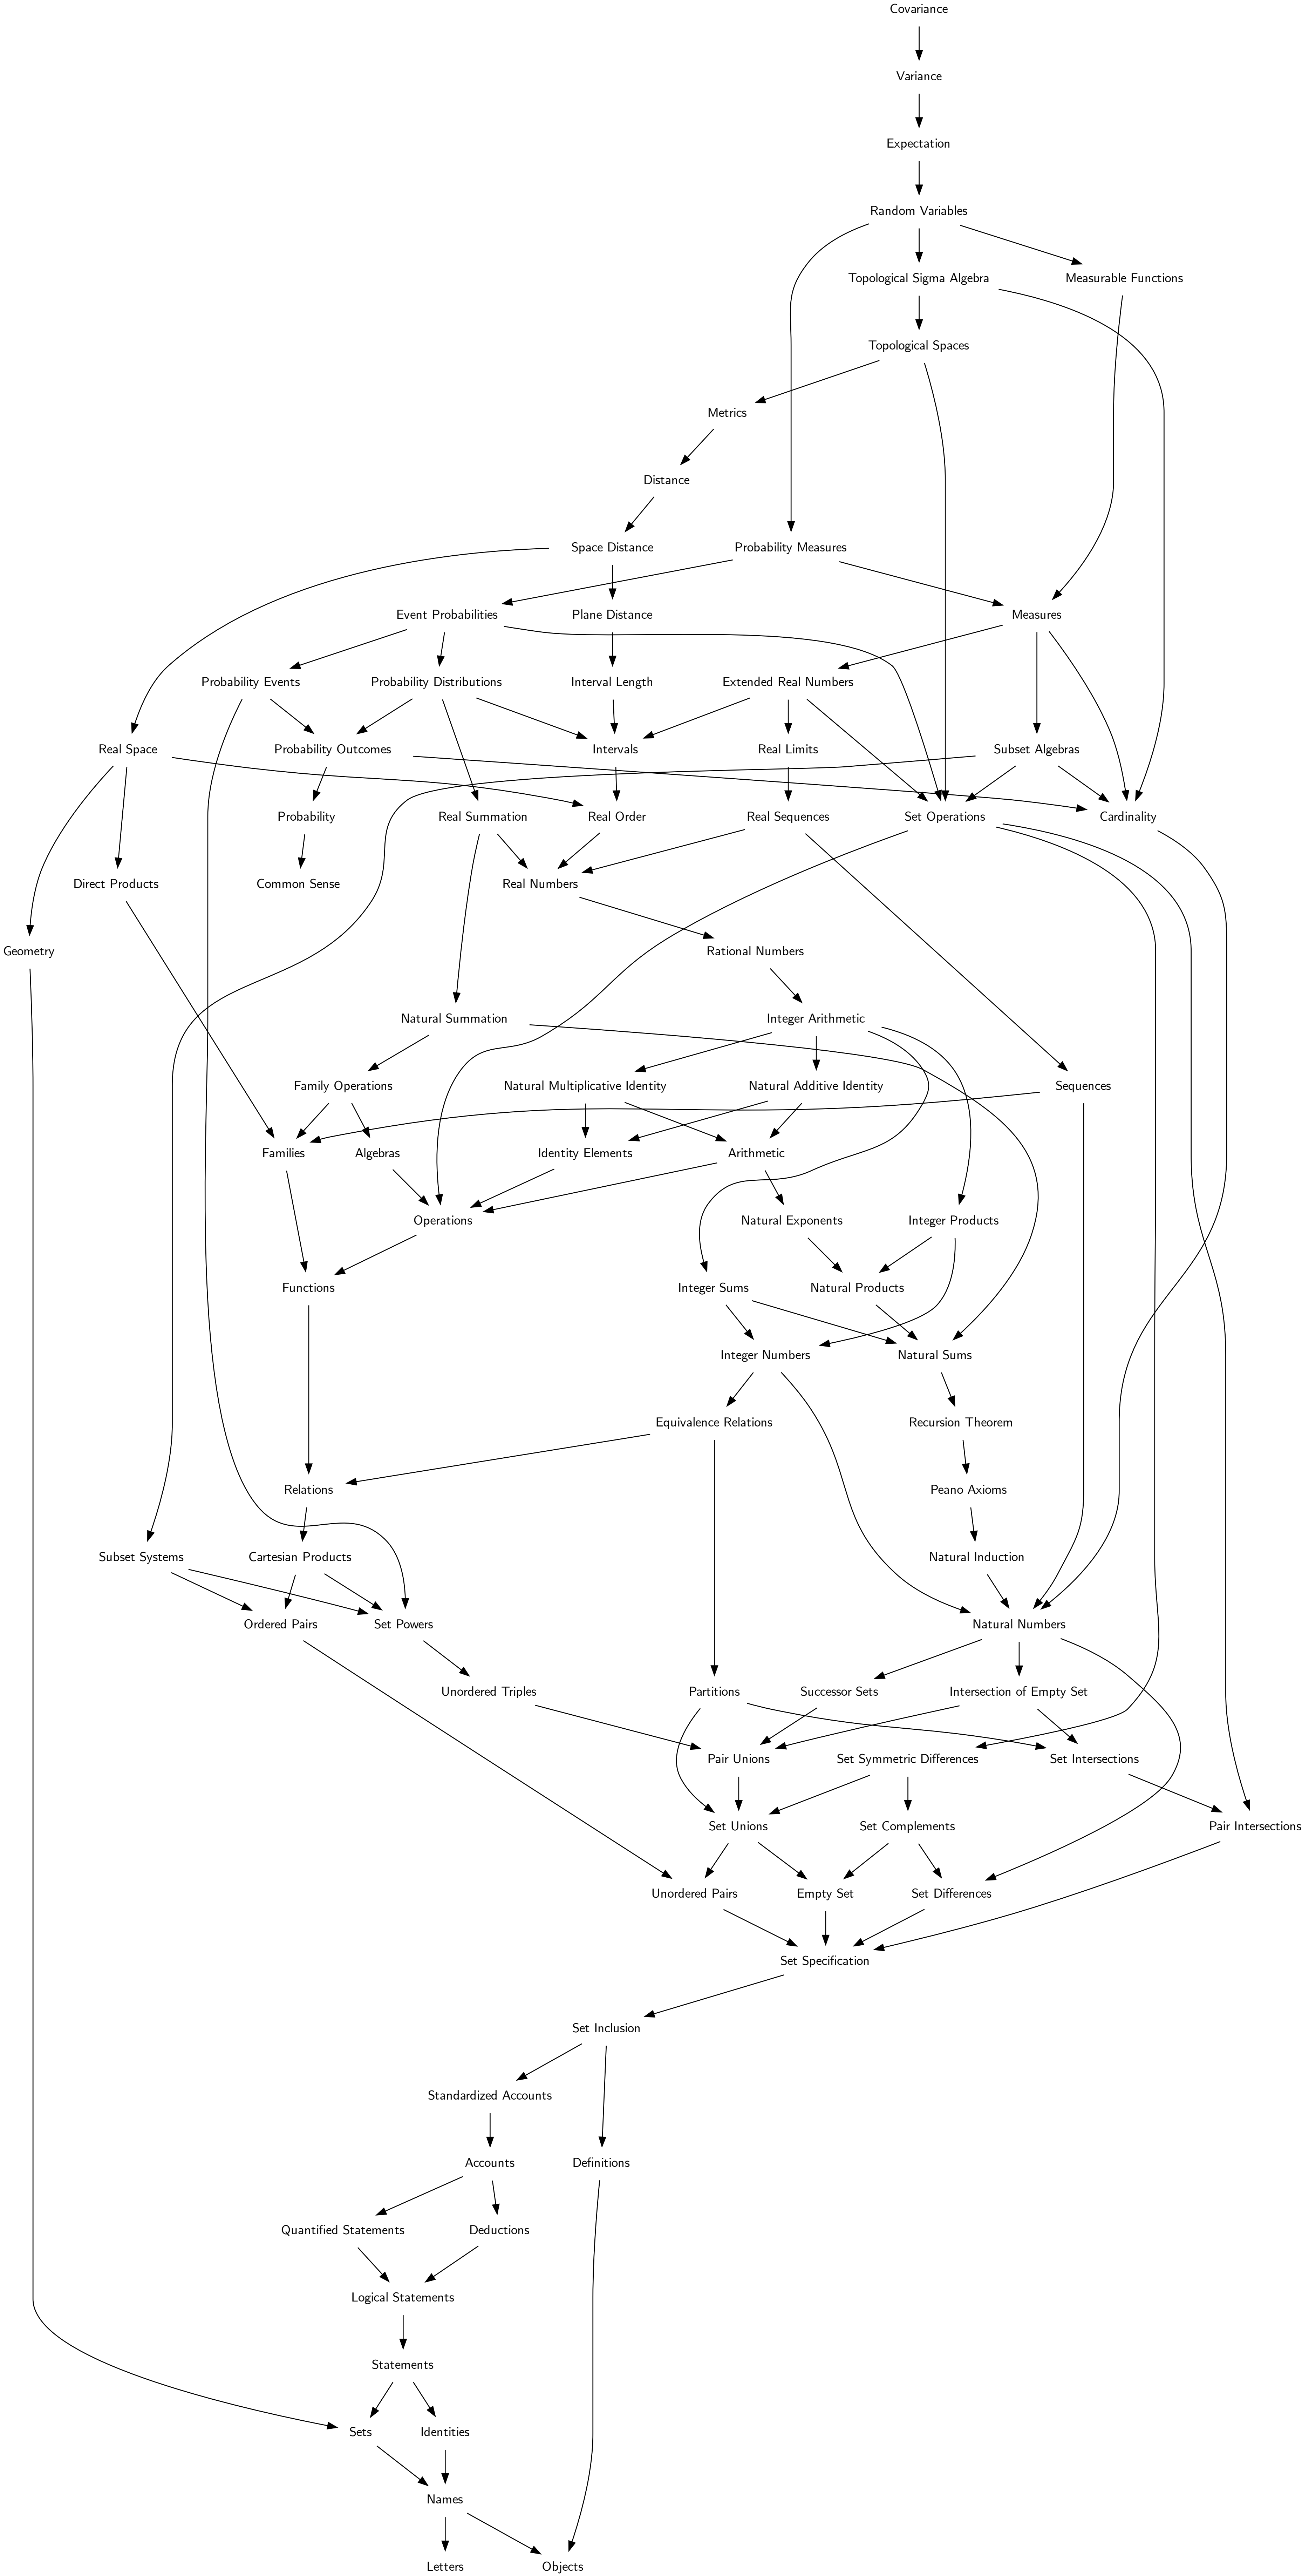 Covariance
Variance
Expectation
Random Variables
Topological Sigma Algebra
Measurable Functions
Topological Spaces
Metrics
Distance
Space Distance
Probability Measures
Event Probabilities
Plane Distance
Measures
Probability Events
Probability Distributions
Interval Length
Extended Real Numbers
Real Space
Probability Outcomes
Intervals
Real Limits
Subset Algebras
Probability
Real Summation
Real Order
Real Sequences
Set Operations
Cardinality
Direct Products
Common Sense
Real Numbers
Geometry
Rational Numbers
Natural Summation
Integer Arithmetic
Family Operations
Natural Multiplicative Identity
Natural Additive Identity
Sequences
Families
Algebras
Identity Elements
Arithmetic
Operations
Natural Exponents
Integer Products
Functions
Integer Sums
Natural Products
Integer Numbers
Natural Sums
Equivalence Relations
Recursion Theorem
Relations
Peano Axioms
Subset Systems
Cartesian Products
Natural Induction
Ordered Pairs
Set Powers
Natural Numbers
Unordered Triples
Partitions
Successor Sets
Intersection of Empty Set
Pair Unions
Set Symmetric Differences
Set Intersections
Set Unions
Set Complements
Pair Intersections
Unordered Pairs
Empty Set
Set Differences
Set Specification
Set Inclusion
Standardized Accounts
Accounts
Definitions
Quantified Statements
Deductions
Logical Statements
Statements
Sets
Identities
Names
Letters
Objects